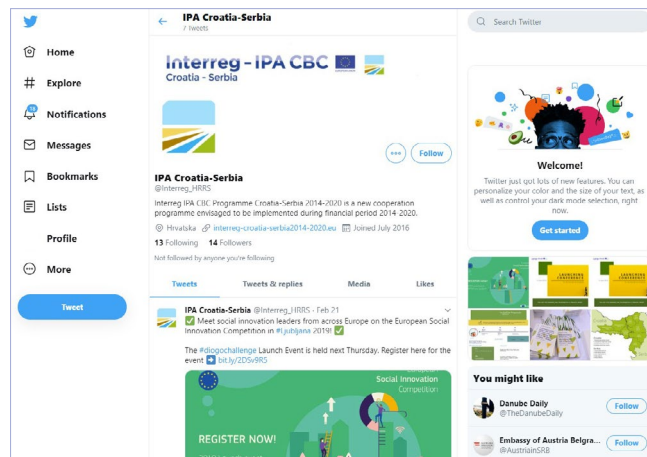 IPA Croatia-Serbia
7 Tweets
Search Twitter
Home
Explore
Notifications
Messages
Bookmarks
Lists
Profile
More
Tweet
Interreg - IPA CBC
Croatia - Serbia
Follow
IPA Croatia-Serbia
@Interreg_HRRS
Interreg IPA CBC Programme Croatia-Serbia 2014-2020 is a new cooperation
programme envisaged to be implemented during financial period 2014-2020.
Hrvatska interreg-croatia-serbia2014-2020.eu Joined July 2016
13 Following 14 Followers
Not followed by anyone you're following
Tweets Tweets & replies Media Likes
IPA Croatia-Serbia @Interreg_HRRS · Feb 21
Meet social innovation leaders from across Europe on the European Social
Innovation Competition in #Ljubljana 2019!
The #diogochallenge Launch Event is held next Thursday. Register here for the
event bit.ly/2DSv9R5
Social Innovation
Competition
REGISTER NOW!
Welcome!
Twitter just got lots of new features. You can
personalize your color and the size of your text, as
well as control your dark mode selection, right
now.
Get started
LAUNCHING
CONFERENCE
LAUNCHING
CONFERENCE
You might like
Danube Daily
@TheDanubeDaily
Follow
Embassy of Austria Belgra...
@AustriainSRB
Follow